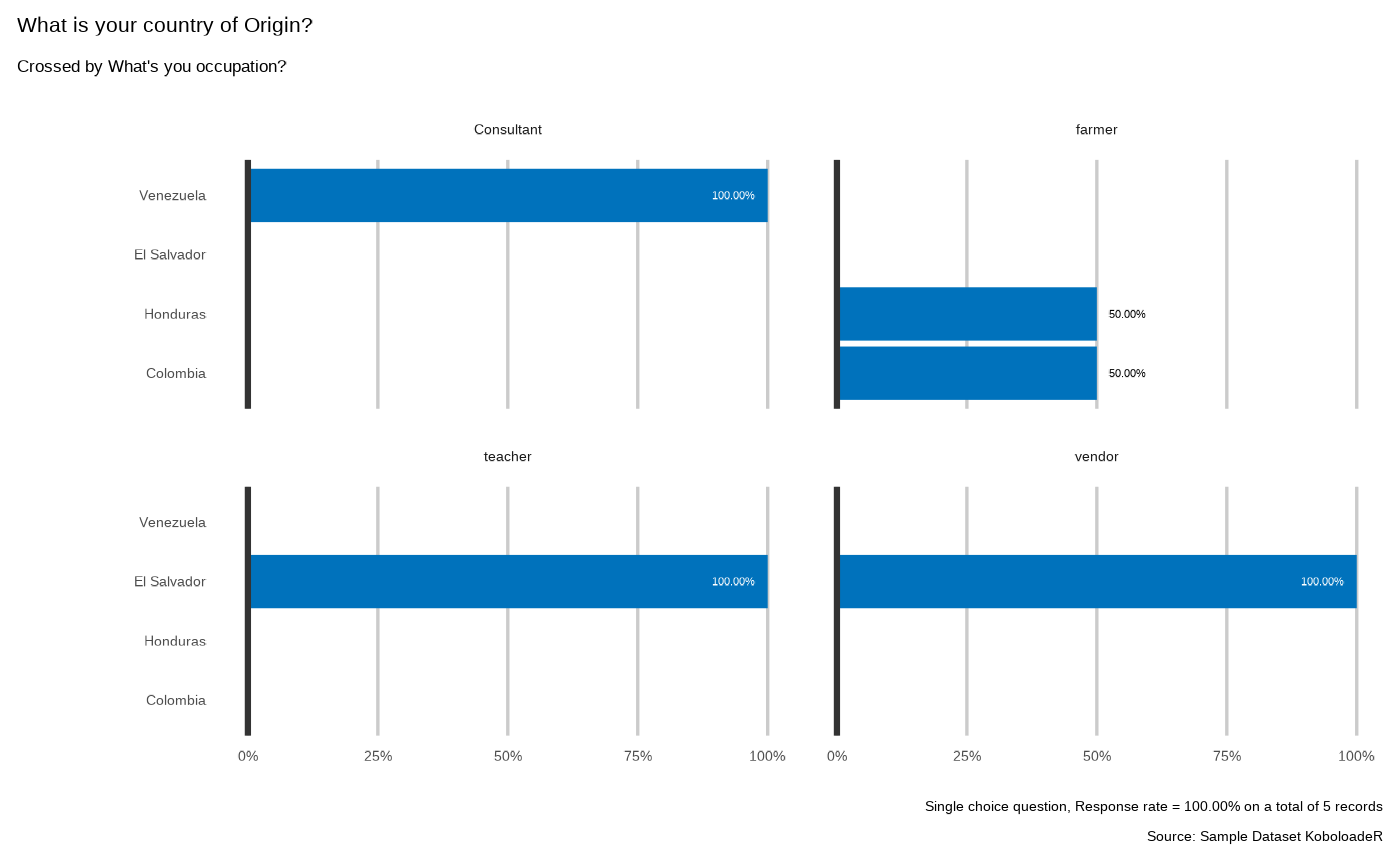 What is your country of Origin?
Crossed by What's you occupation?
Consultant
farmer
Venezuela
100.00%
El Salvador
Honduras
50.00%
Colombia
50.00%
teacher
vendor
Venezuela
El Salvador
100.00%
100.00%
Honduras
Colombia
0% 25% 50% 75% 100% 0% 25% 50% 75% 100%
Single choice question, Response rate = 100.00% on a total of 5 records
Source: Sample Dataset KoboloadeR